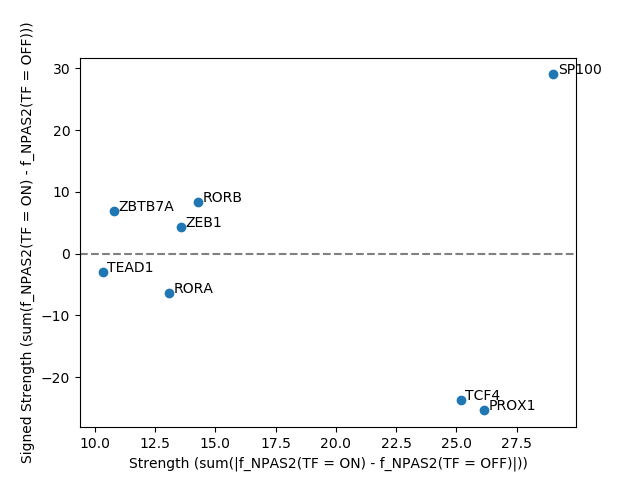 Signed Strength (sum(f_NPAS2(TF = ON) - f_NPAS2(TF = OFF)))
30
20
10
0
−10
−20
SP100
RORB
ZBTB7A
ZEB1
TEAD1
RORA
TCF4
PROX1
10.0 12.5 15.0 17.5 20.0 22.5 25.0 27.5
Strength (sum(|f_NPAS2(TF = ON) - f_NPAS2(TF = OFF)|))